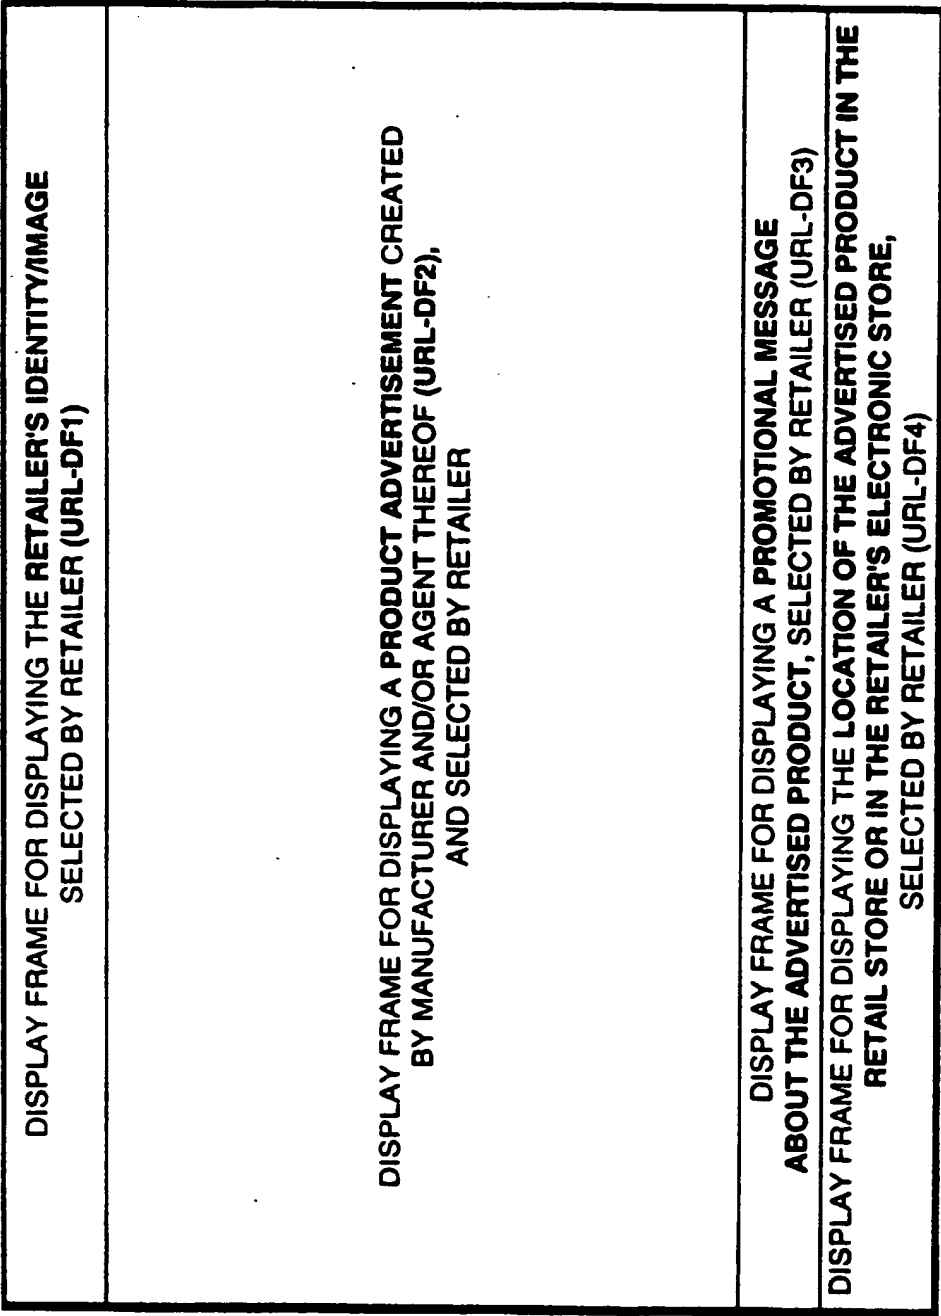 DISPLAY FRAME FOR DISPLAYING THE RETAILER'S IDENTITY/IMAGE
SELECTED BY RETAILER (URL-DF1)
DISPLAY FRAME FOR DISPLAYING A PRODUCT ADVERTISEMENT CREATED
BY MANUFACTURER AND/OR AGENT THEREOF (URL-DF2),
AND SELECTED BY RETAILER
DISPLAY FRAME FOR DISPLAYING A PROMOTIONAL MESSAGE
ABOUT THE ADVERTISED PRODUCT, SELECTED BY RETAILER (URL-DF3)
DISPLAY FRAME FOR DISPLAYING THE LOCATION OF THE ADVERTISED PRODUCT IN THE
RETAIL STORE OR IN THE RETAILER'S ELECTRONIC STORE,
SELECTED BY RETAILER (URL-DF4)